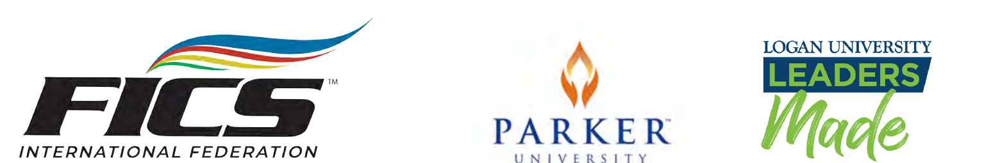 FICS™
INTERNATIONAL FEDERATION
PARKER™
UNIVERSITY
LOGAN UNIVERSITY
LEADERS
Made